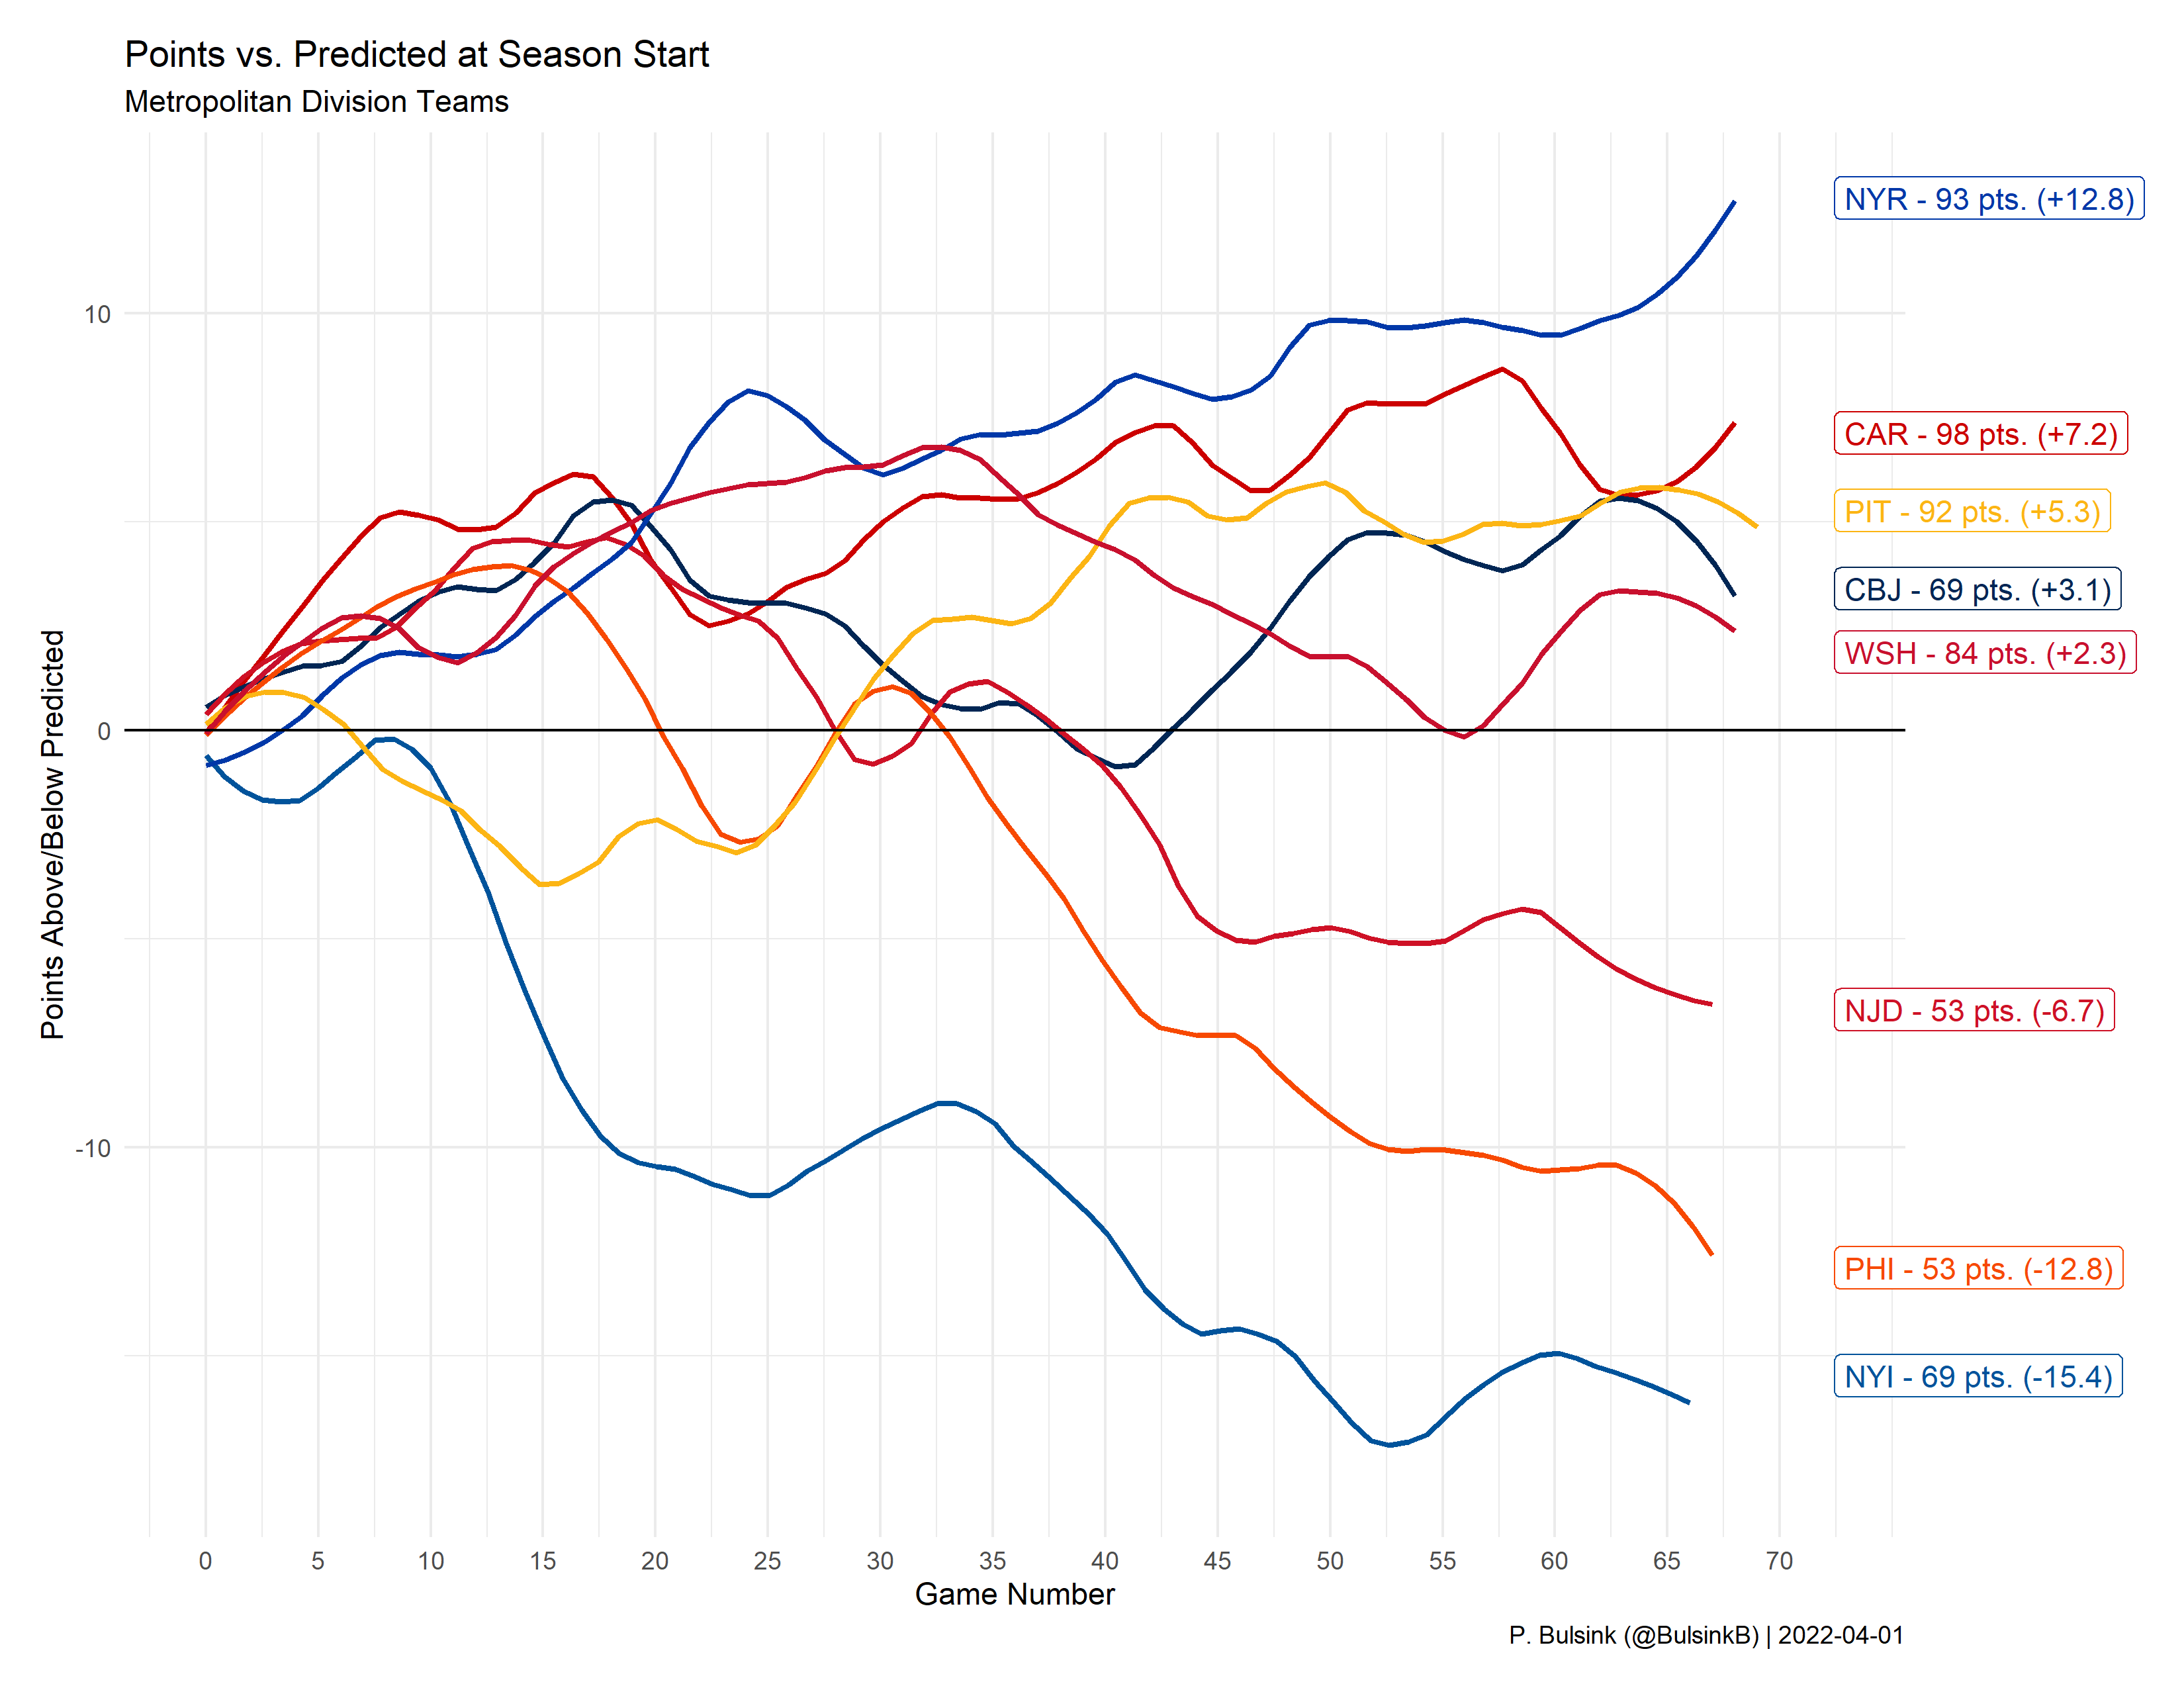 Points vs. Predicted at Season Start
Metropolitan Division Teams
Points Above/Below Predicted
10
0
-10
NYR - 93 pts. (+12.8)
CAR - 98 pts. (+7.2)
PIT - 92 pts. (+5.3)
CBJ - 69 pts. (+3.1)
WSH - 84 pts. (+2.3)
NJD - 53 pts. (-6.7)
PHI - 53 pts. (-12.8)
NYI - 69 pts. (-15.4)
0 5 10 15 20 25 30 35 40 45 50 55 60 65 70
Game Number
P. Bulsink (@BulsinkB) | 2022-04-01